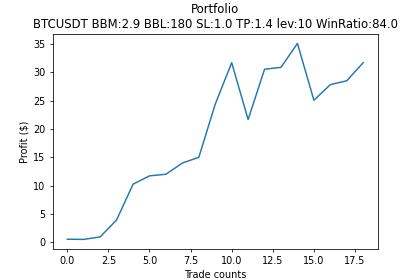 Portfolio
BTCUSDT BBM:2.9 BBL:180 SL:1.0 TP:1.4 lev:10 WinRatio:84.0
35
30
25
20
15
10
5
0
Profit ($)
0.0 2.5 5.0 7.5 10.0 12.5 15.0 17.5
Trade counts